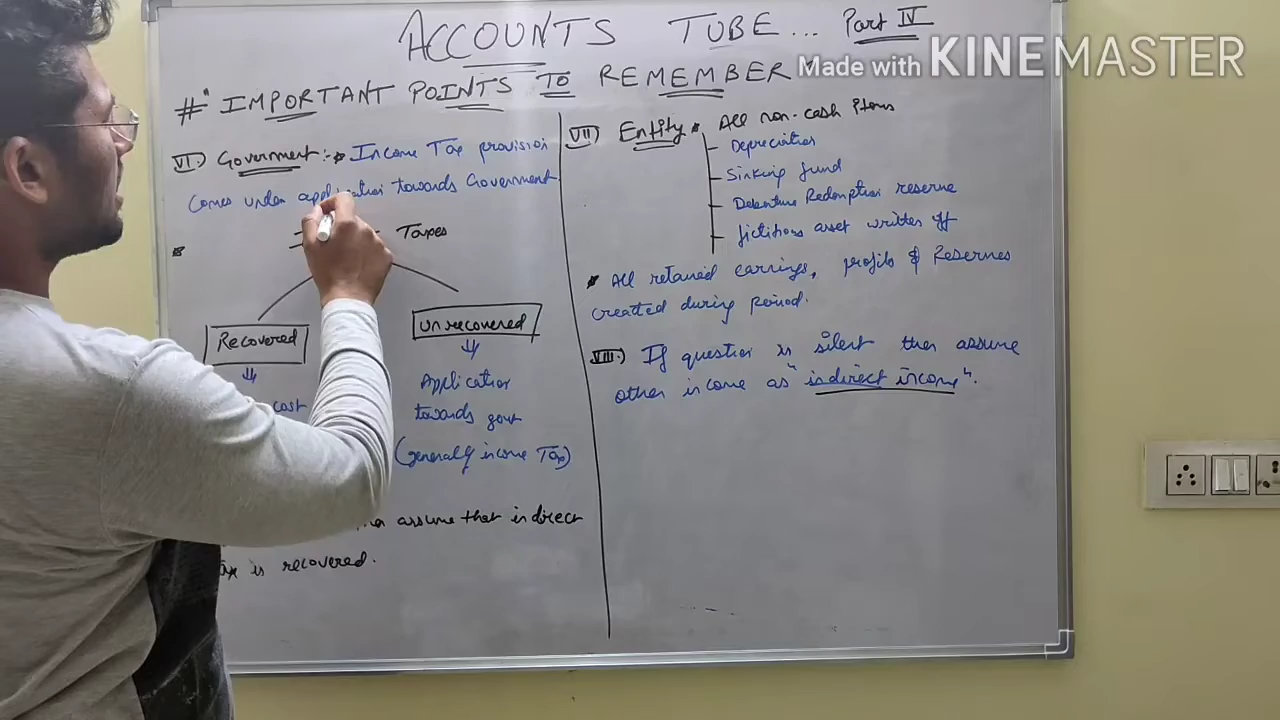 ACCOUNTS TUBE... Part IV
Made with KINEMASTER
# " IMPORTANT POINTS TO REMEMBER
VI.) Government:- Income Tax provision
comes under application towards Government
Taxes
Recovered
Unrecovered
cost
Application
towards govt
(generally income Tax)
assume that indirect
is recovered.
VII) Entity All non-cash items
- Depreciation
- Sinking fund
- Debenture Redemption reserve
- fictitious asset written off
All retained earnings, profits & Reserves
created during period.
VIII.) If question is silent then assume
other income as "indirect income".